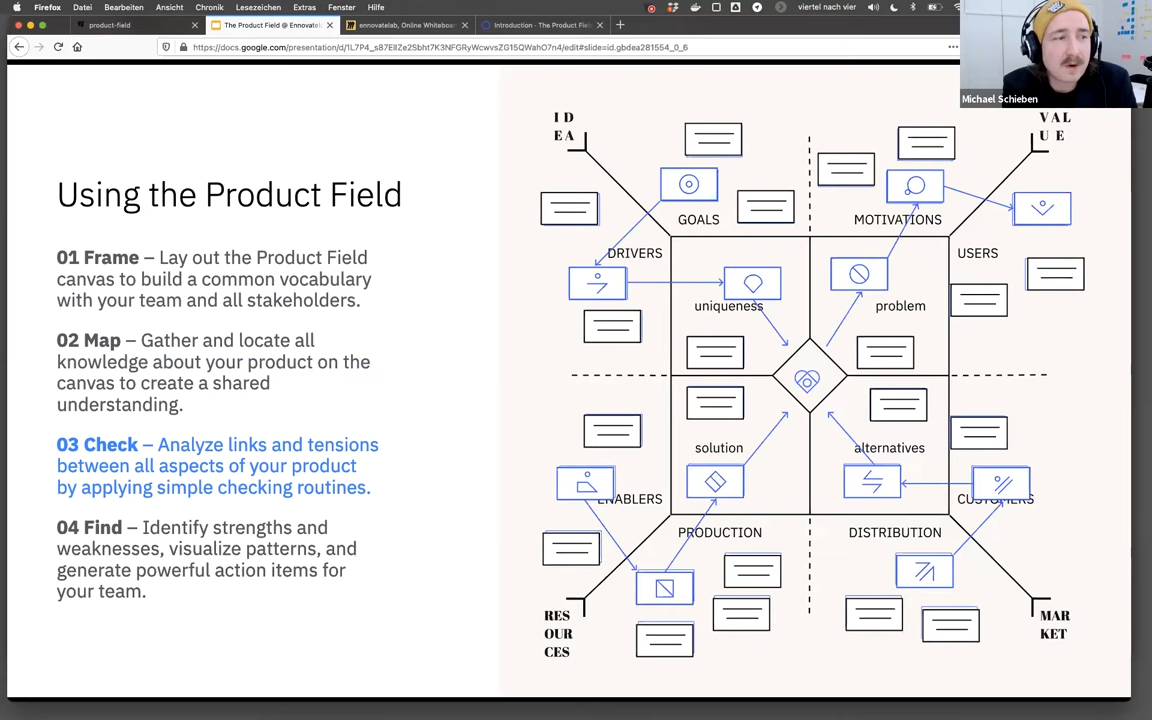 Firefox Datei Bearbeiten Ansicht Chronik Lesezeichen Extras Fenster Hilfe
viertel nach vier
product-field
The Product Field @ Ennovatel
ennovatelab, Online Whiteboar
Introduction - The Product Fie
https://docs.google.com/presentation/d/1L7P4_s87EIlZe2Sbht7K3NFGRyWcwvsZG15QWahO7n4/edit#slide=id.gbdea281554_0_6
Michael Schieben
Using the Product Field
01 Frame – Lay out the Product Field
canvas to build a common vocabulary
with your team and all stakeholders.
02 Map – Gather and locate all
knowledge about your product on the
canvas to create a shared
understanding.
03 Check – Analyze links and tensions
between all aspects of your product
by applying simple checking routines.
04 Find – Identify strengths and
weaknesses, visualize patterns, and
generate powerful action items for
your team.
ID
EA
VAL
UE
GOALS
MOTIVATIONS
DRIVERS
USERS
uniqueness
problem
solution
alternatives
ENABLERS
CUSTOMERS
PRODUCTION
DISTRIBUTION
RES
OUR
CES
MAR
KET